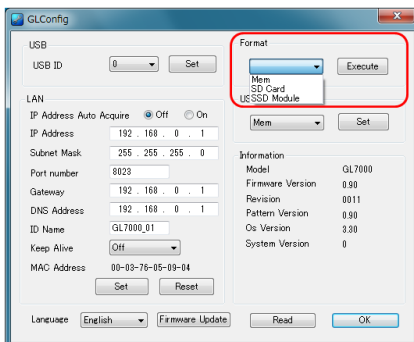 GLConfig
USB
USB ID
0
Set
LAN
IP Address Auto Acquire
Off
On
IP Address
192 . 168 . 0 . 1
Subnet Mask
255 . 255 . 255 . 0
Port number
8023
Gateway
192 . 168 . 0 . 1
DNS Address
192 . 168 . 0 . 1
ID Name
GL7000_01
Keep Alive
Off
MAC Address
00-03-76-05-09-04
Set
Reset
Format
Execute
Mem
SD Card
SSD Module
US
Mem
Set
Information
Model
GL7000
Firmware Version
0.90
Revision
0011
Pattern Version
0.90
Os Version
3.30
System Version
0
Language
English
Firmware Update
Read
OK